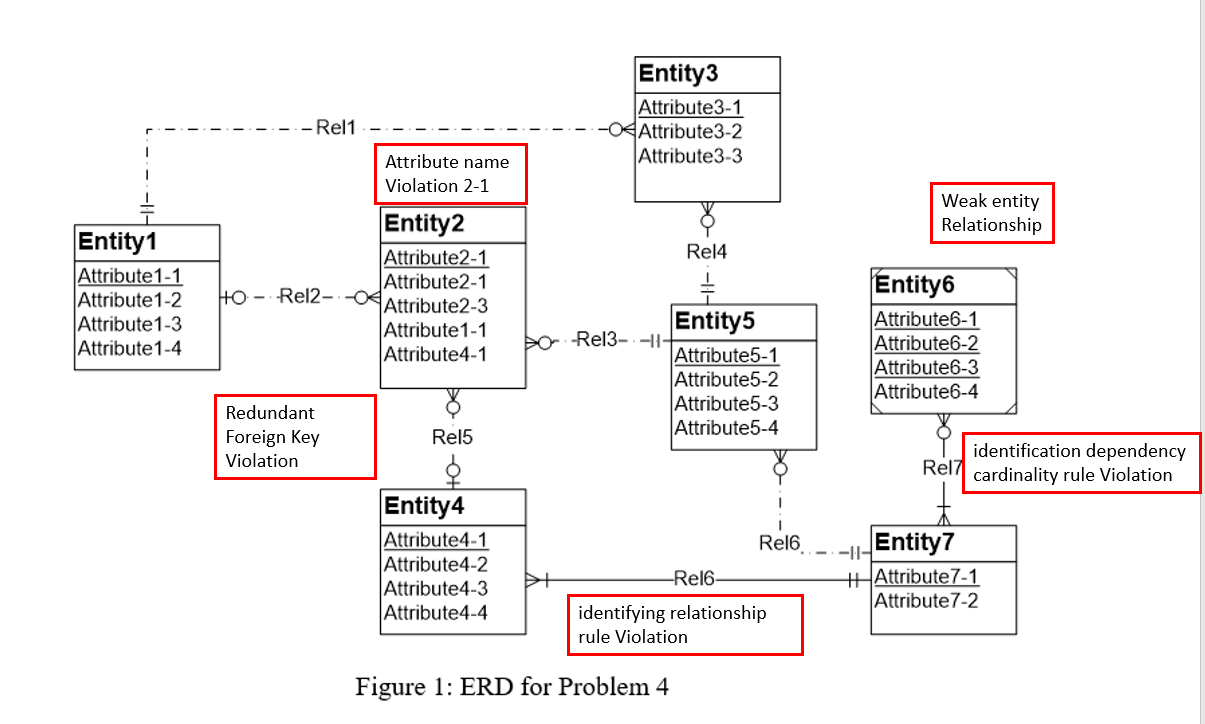 Entity3
Attribute3-1
Attribute3-2
Attribute3-3
Rel1
Attribute name
Violation 2-1
Weak entity
Relationship
Entity1
Attribute1-1
Attribute1-2
Attribute1-3
Attribute1-4
Rel2
Entity2
Attribute2-1
Attribute2-1
Attribute2-3
Attribute1-1
Attribute4-1
Rel4
Rel3
Entity5
Attribute5-1
Attribute5-2
Attribute5-3
Attribute5-4
Entity6
Attribute6-1
Attribute6-2
Attribute6-3
Attribute6-4
Redundant
Foreign Key
Violation
Rel5
Rel7
identification dependency
cardinality rule Violation
Entity4
Attribute4-1
Attribute4-2
Attribute4-3
Attribute4-4
Rel6
Rel6
Entity7
Attribute7-1
Attribute7-2
identifying relationship
rule Violation
Figure 1: ERD for Problem 4